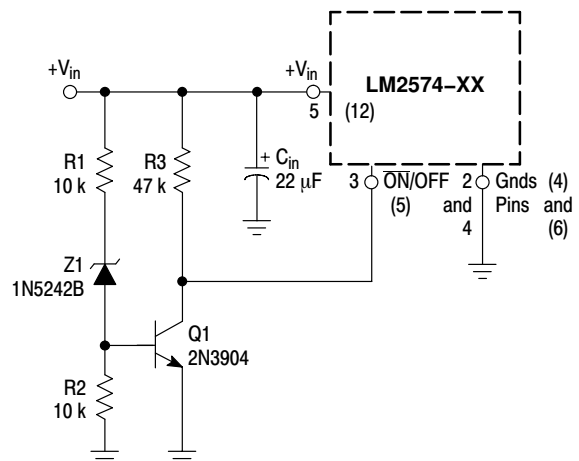 +Vin
R1
10 k
R3
47 k
+ Cin
22 µF
+Vin
5 (12)
LM2574–XX
3 ON/OFF
(5)
2 Gnds (4)
and Pins and
4 (6)
Z1
1N5242B
Q1
2N3904
R2
10 k